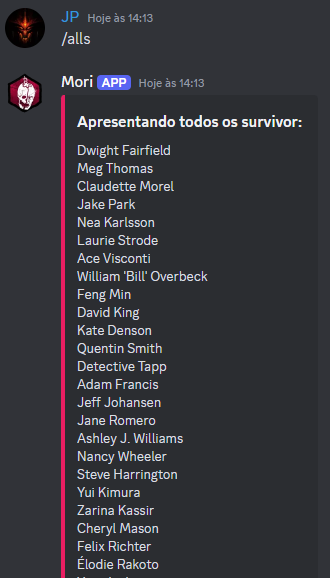 JP Hoje às 14:13
/alls
Mori APP Hoje às 14:13
Apresentando todos os survivor:
Dwight Fairfield
Meg Thomas
Claudette Morel
Jake Park
Nea Karlsson
Laurie Strode
Ace Visconti
William 'Bill' Overbeck
Feng Min
David King
Kate Denson
Quentin Smith
Detective Tapp
Adam Francis
Jeff Johansen
Jane Romero
Ashley J. Williams
Nancy Wheeler
Steve Harrington
Yui Kimura
Zarina Kassir
Cheryl Mason
Felix Richter
Élodie Rakoto